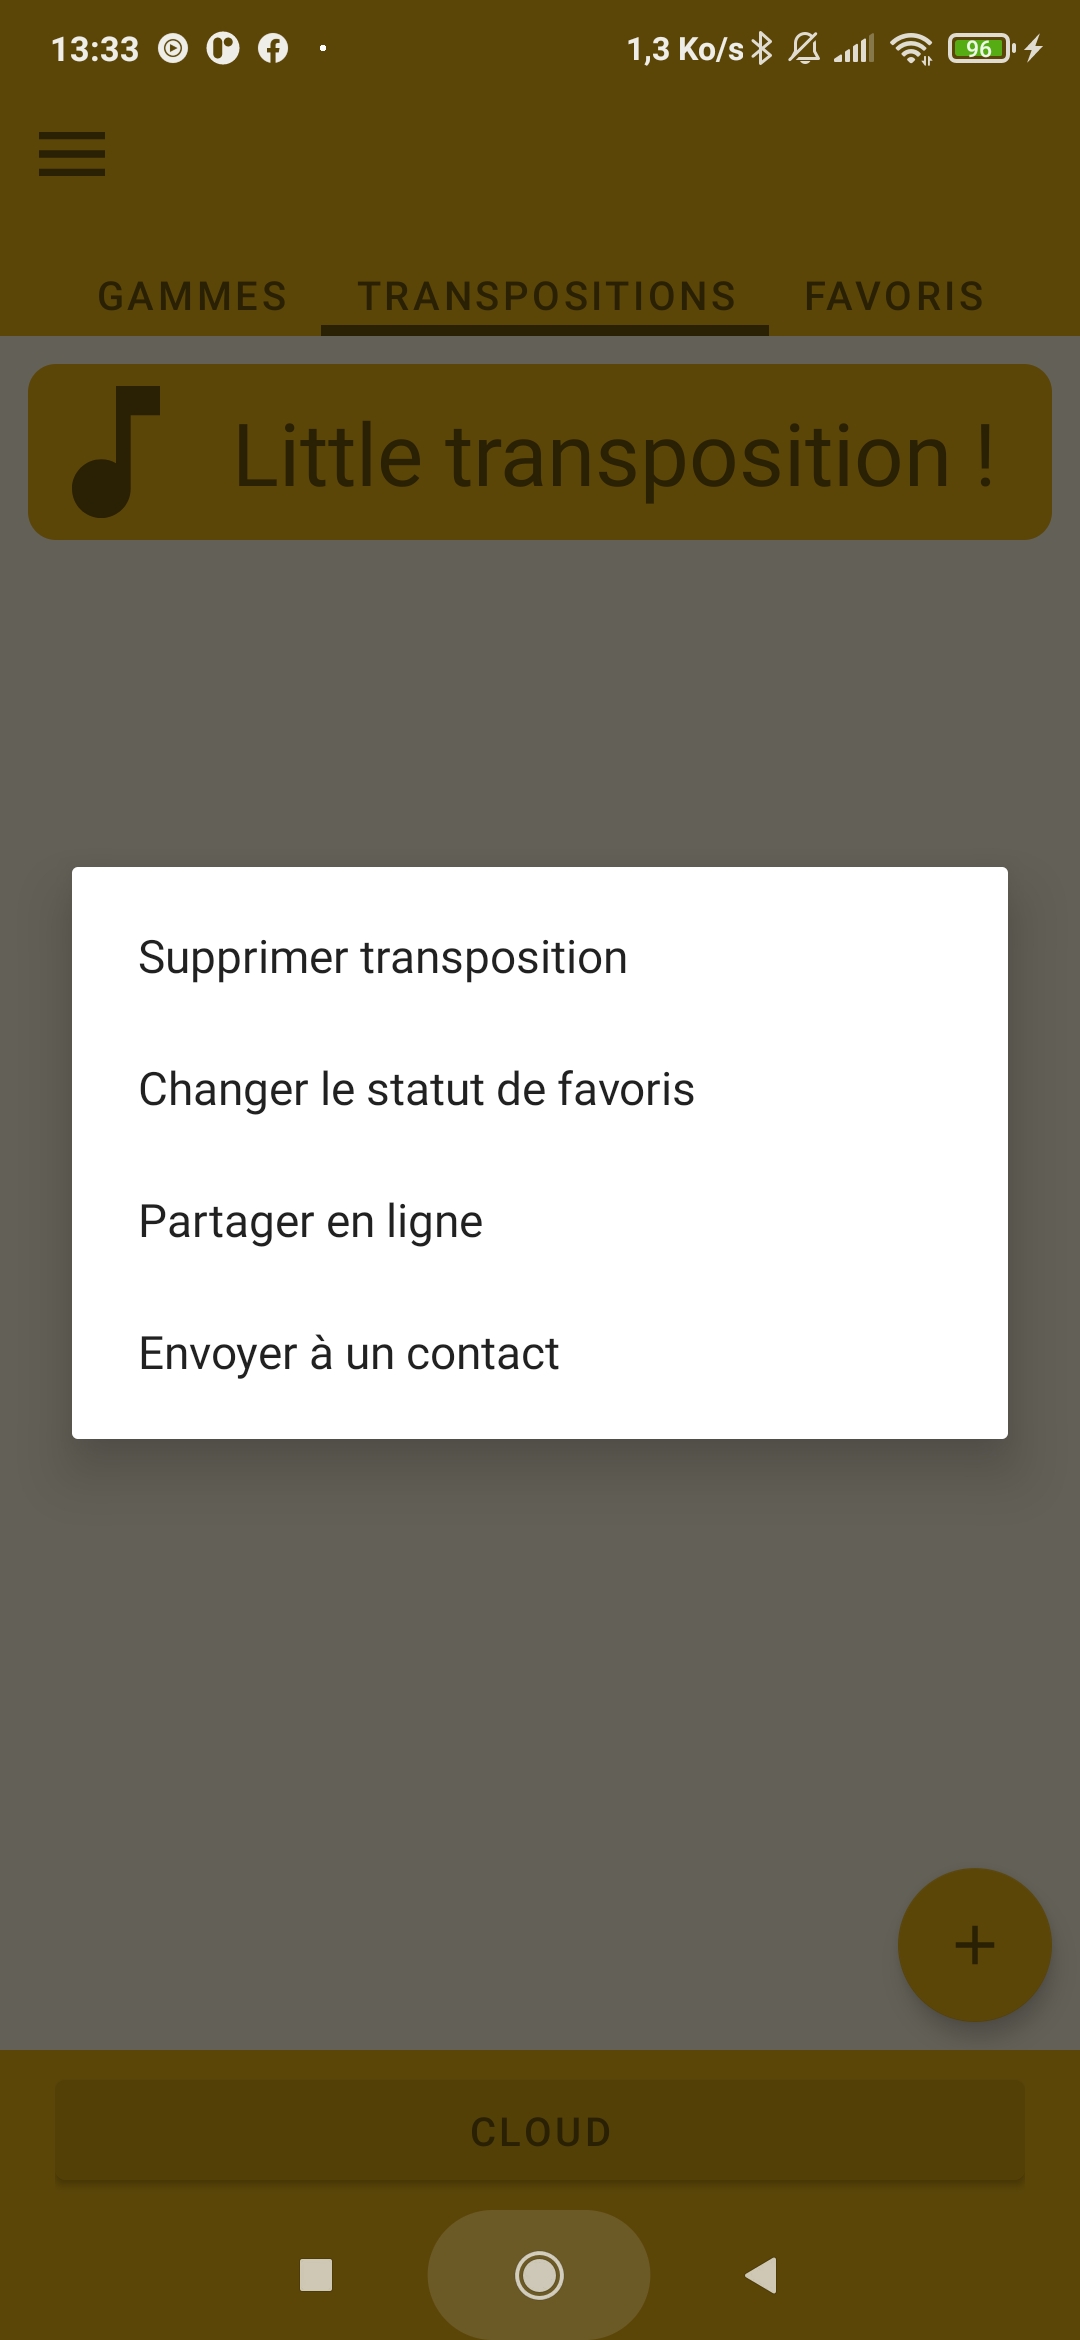 13:33
1,3 Ko/s
96
GAMMES TRANSPOSITIONS FAVORIS
Little transposition !
Supprimer transposition
Changer le statut de favoris
Partager en ligne
Envoyer à un contact
+
CLOUD